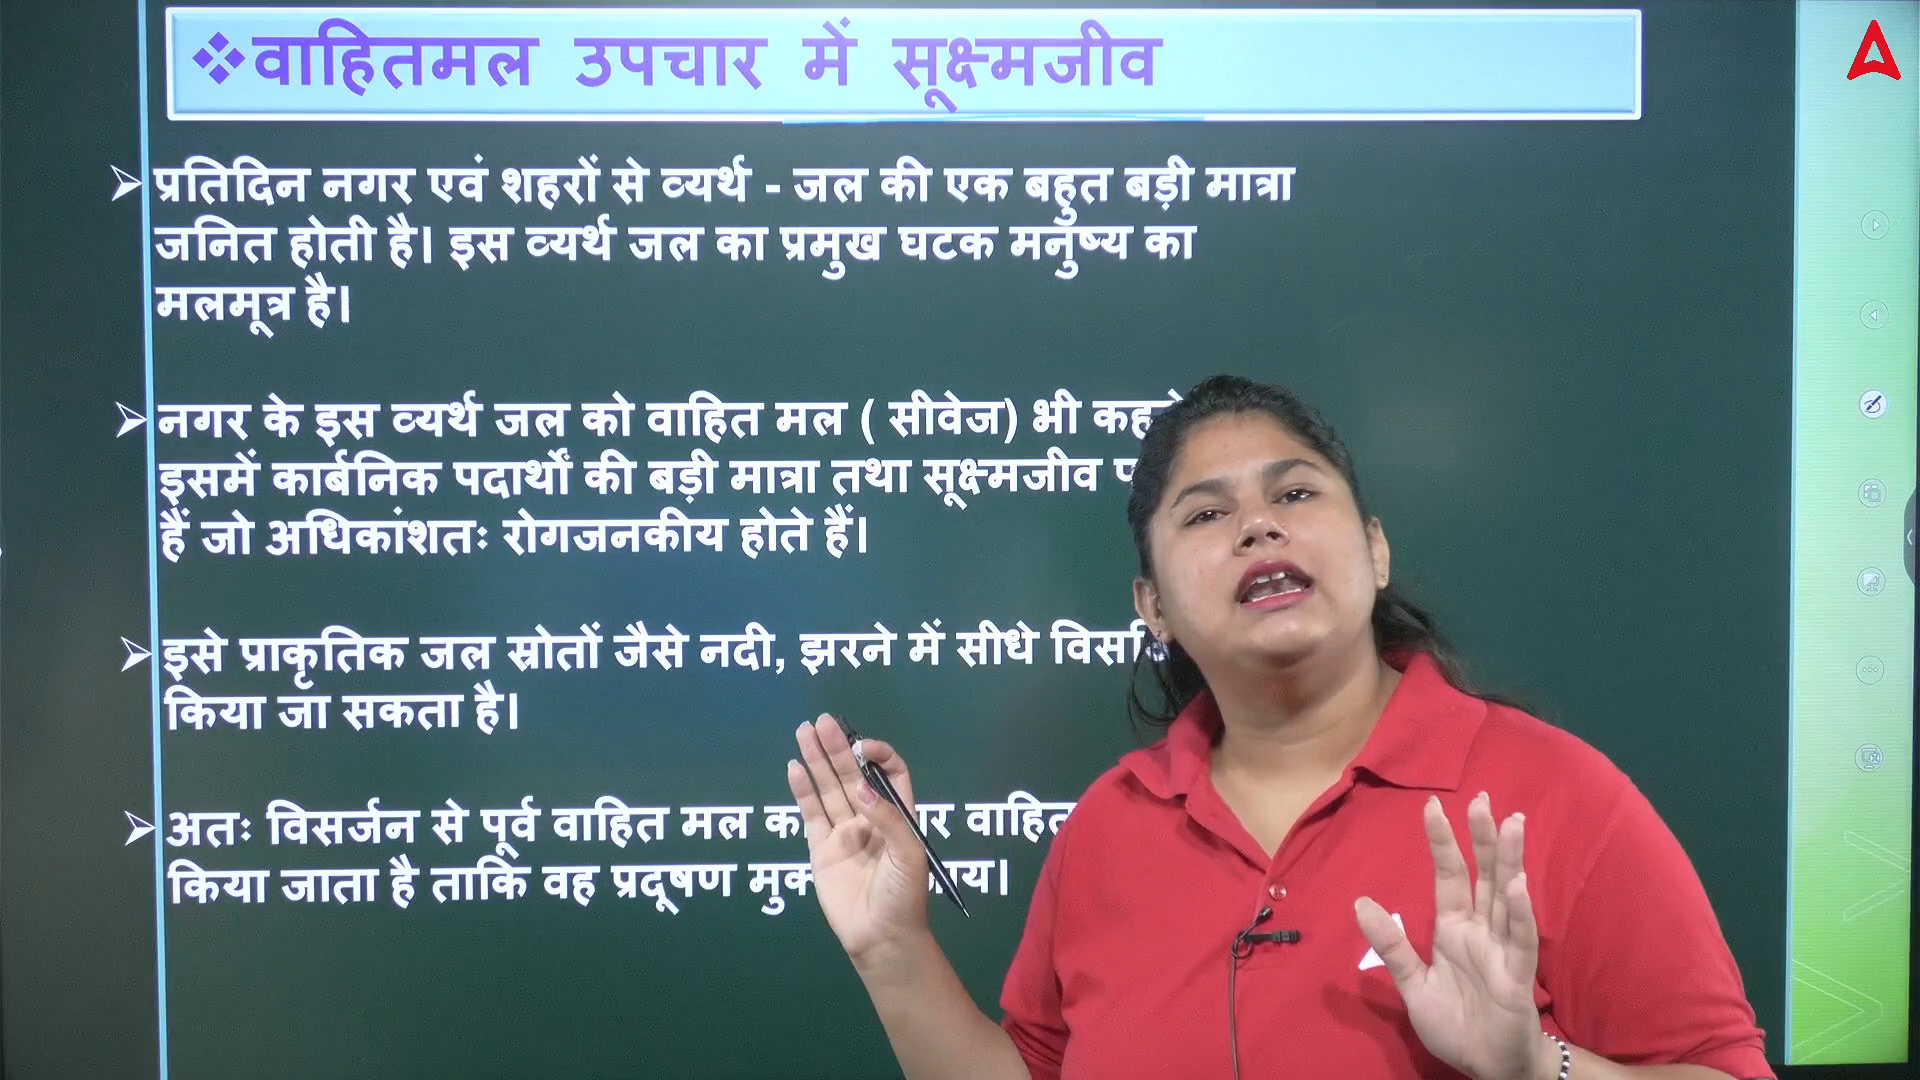 वाहितमल उपचार में सूक्ष्मजीव
प्रतिदिन नगर एवं शहरों से व्यर्थ - जल की एक बहुत बड़ी मात्रा
जनित होती है। इस व्यर्थ जल का प्रमुख घटक मनुष्य का
मलमूत्र है।
नगर के इस व्यर्थ जल को वाहित मल ( सीवेज) भी
इसमें कार्बनिक पदार्थों की बड़ी मात्रा तथा सूक्ष्मजीव
हैं जो अधिकांशतः रोगजनकीय होते हैं।
इसे प्राकृतिक जल स्रोतों जैसे नदी, झरने में सीधे
किया जा सकता है।
अतः विसर्जन से पूर्व वाहित मल
किया जाता है ताकि वह प्रदूषण